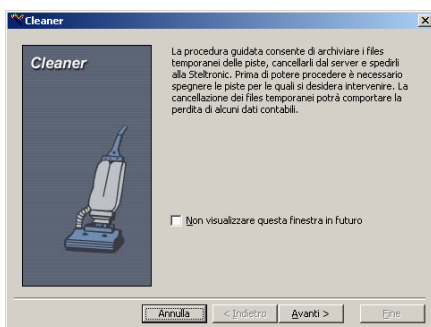 Cleaner
Cleaner
La procedura guidata consente di archiviare i files
temporanei delle piste, cancellarli dal server e spedirli
alla Steltronic. Prima di potere procedere è necessario
spegnere le piste per le quali si desidera intervenire. La
cancellazione dei files temporanei potrà comportare la
perdita di alcuni dati contabili.
Non visualizzare questa finestra in futuro
Annulla
< Indietro
Avanti >
Fine